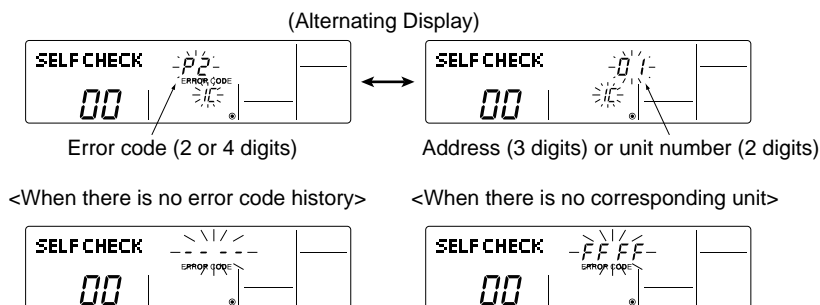 (Alternating Display)
SELF CHECK P2 ERROR CODE 1C 00
SELF CHECK 01 1C 00
Error code (2 or 4 digits)
Address (3 digits) or unit number (2 digits)
<When there is no error code history>
<When there is no corresponding unit>
SELF CHECK -- -- ERROR CODE 00
SELF CHECK FFFF ERROR CODE 00